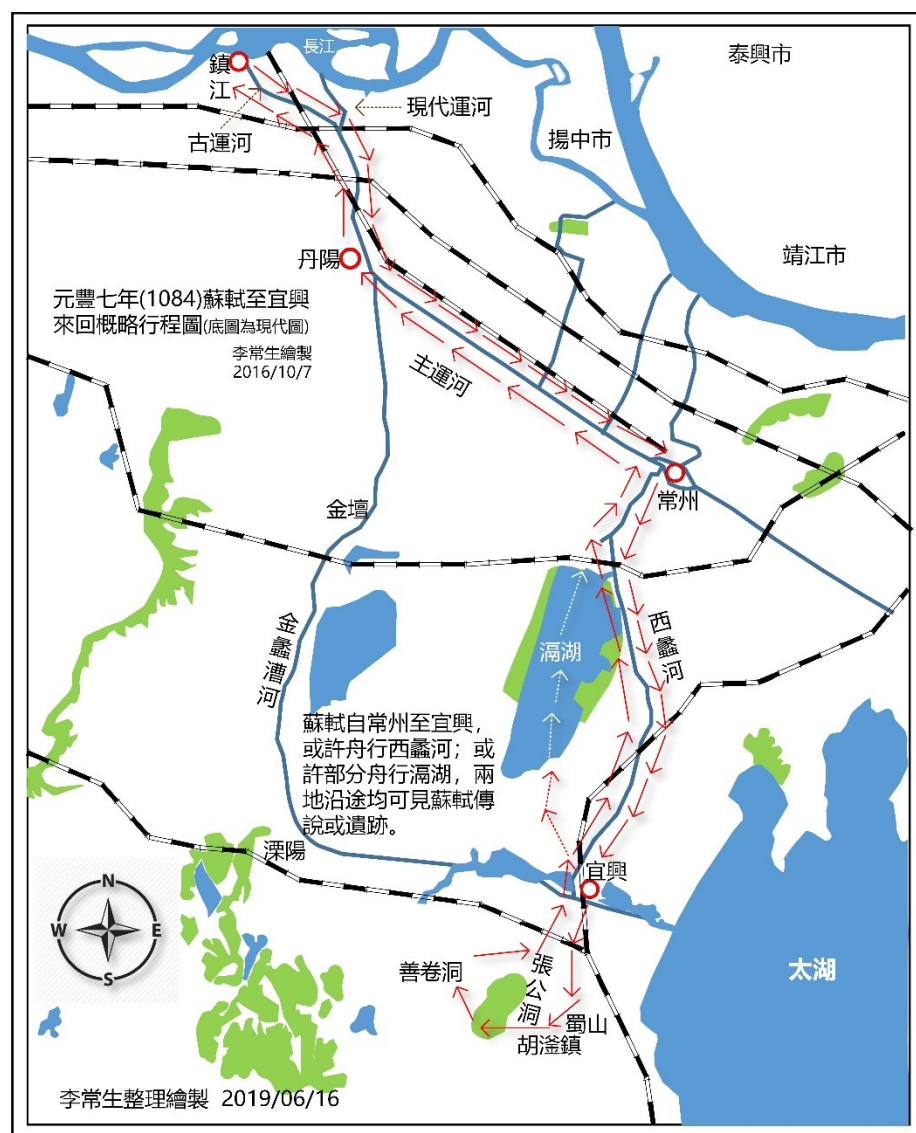 長江
鎮江
泰興市
現代運河
古運河
揚中市
丹陽
靖江市
元豐七年(1084)蘇軾至宜興
來回概略行程圖(底圖為現代圖)
李常生繪製
2016/10/7
主運河
常州
金壇
金蠡漕河
滆湖
西蠡河
蘇軾自常州至宜興,
或許舟行西蠡河；或
許部分舟行滆湖，兩
地沿途均可見蘇軾傳
說或遺跡。
溧陽
宜興
N
W
E
S
善卷洞
張公洞
太湖
蜀山
胡滏鎮
李常生整理繪製 2019/06/16